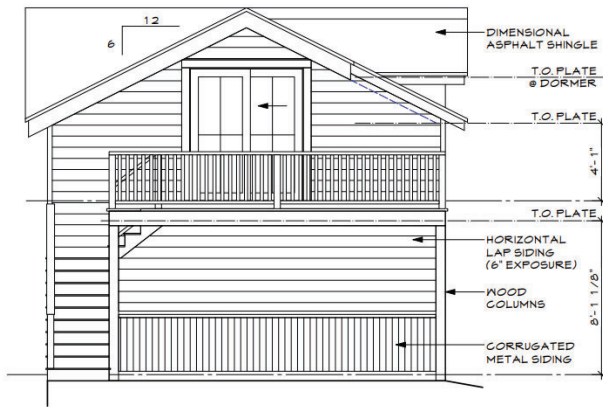 12
6
DIMENSIONAL
ASPHALT SHINGLE
T.O. PLATE
@ DORMER
T.O. PLATE
4'-1"
T.O. PLATE
HORIZONTAL
LAP SIDING
(6" EXPOSURE)
WOOD
COLUMNS
8'-1 1/8"
CORRUGATED
METAL SIDING